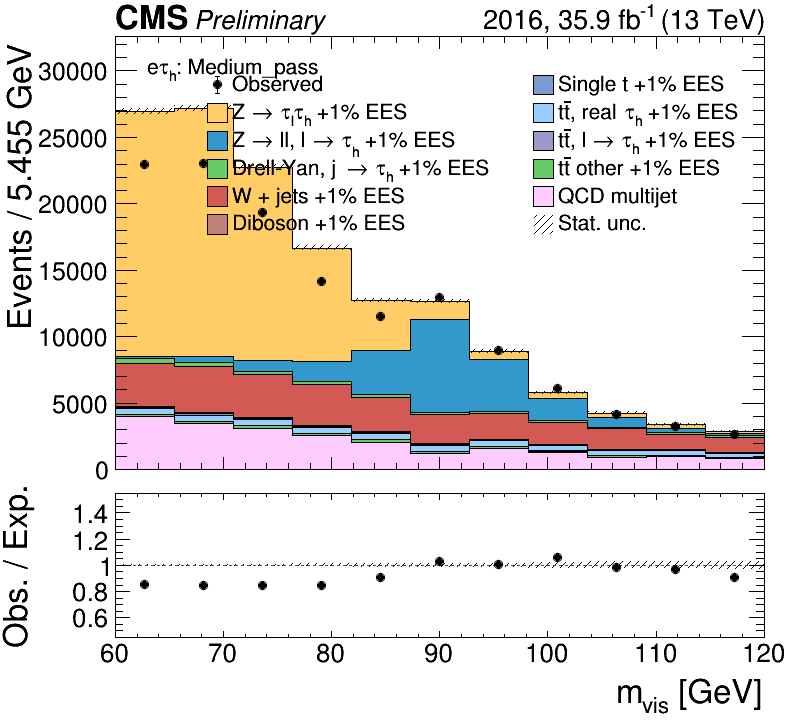 CMS Preliminary 2016, 35.9 fb⁻¹ (13 TeV)
Events / 5.455 GeV
eτh: Medium_pass
Observed
Z → τlτh +1% EES
Z → ll, l → τh +1% EES
Drell-Yan, j → τh +1% EES
W + jets +1% EES
Diboson +1% EES
Single t +1% EES
tt̄, real τh +1% EES
tt̄, l → τh +1% EES
tt̄ other +1% EES
QCD multijet
Stat. unc.
30000
25000
20000
15000
10000
5000
0
Obs. / Exp.
1.4
1.2
1
0.8
0.6
60 70 80 90 100 110 120
mvis [GeV]